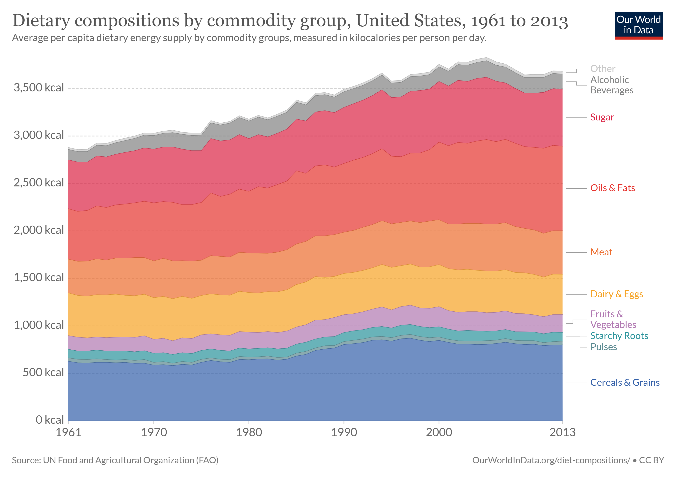 Dietary compositions by commodity group, United States, 1961 to 2013
Average per capita dietary energy supply by commodity groups, measured in kilocalories per person per day.
Our World
in Data
Other
Alcoholic
Beverages
3,500 kcal
Sugar
3,000 kcal
2,500 kcal
Oils & Fats
2,000 kcal
Meat
1,500 kcal
Dairy & Eggs
Fruits &
Vegetables
1,000 kcal
Starchy Roots
Pulses
500 kcal
Cereals & Grains
0 kcal
1961 1970 1980 1990 2000 2013
Source: UN Food and Agricultural Organization (FAO)
OurWorldInData.org/diet-compositions/ • CC BY